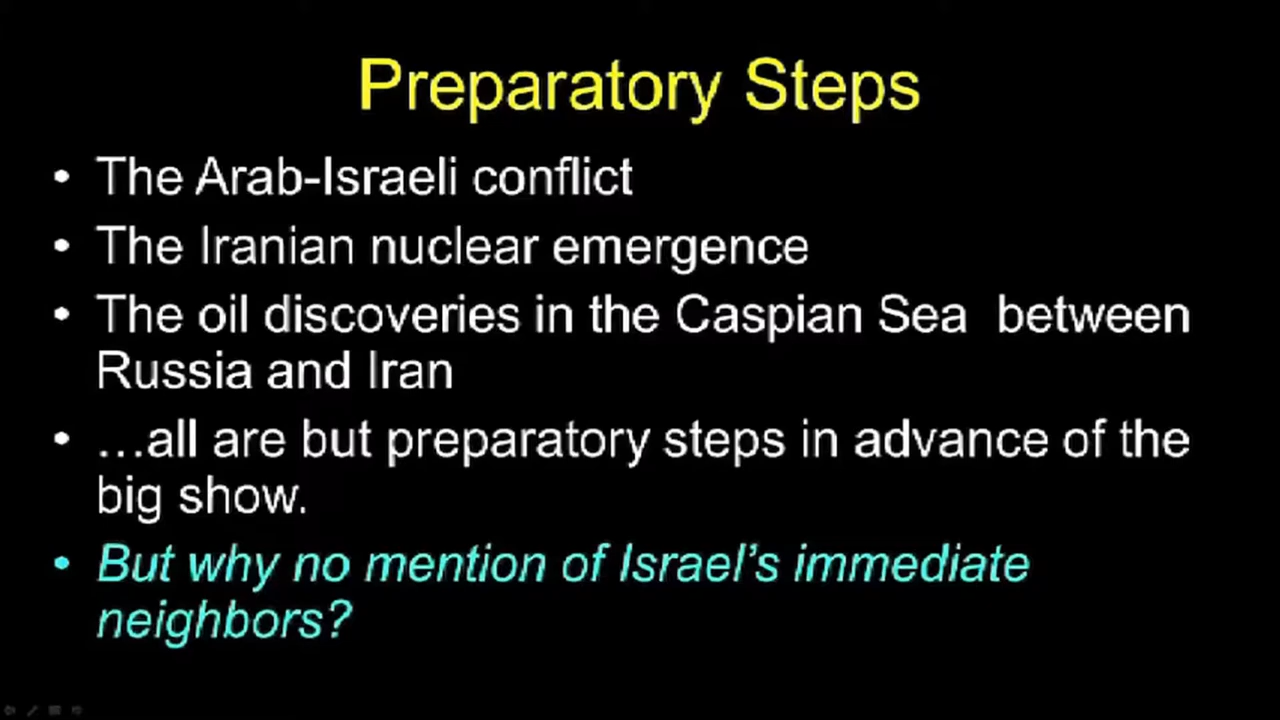 Preparatory Steps
• The Arab-Israeli conflict
• The Iranian nuclear emergence
• The oil discoveries in the Caspian Sea  between
Russia and Iran
• …all are but preparatory steps in advance of the
big show.
• But why no mention of Israel’s immediate
neighbors?